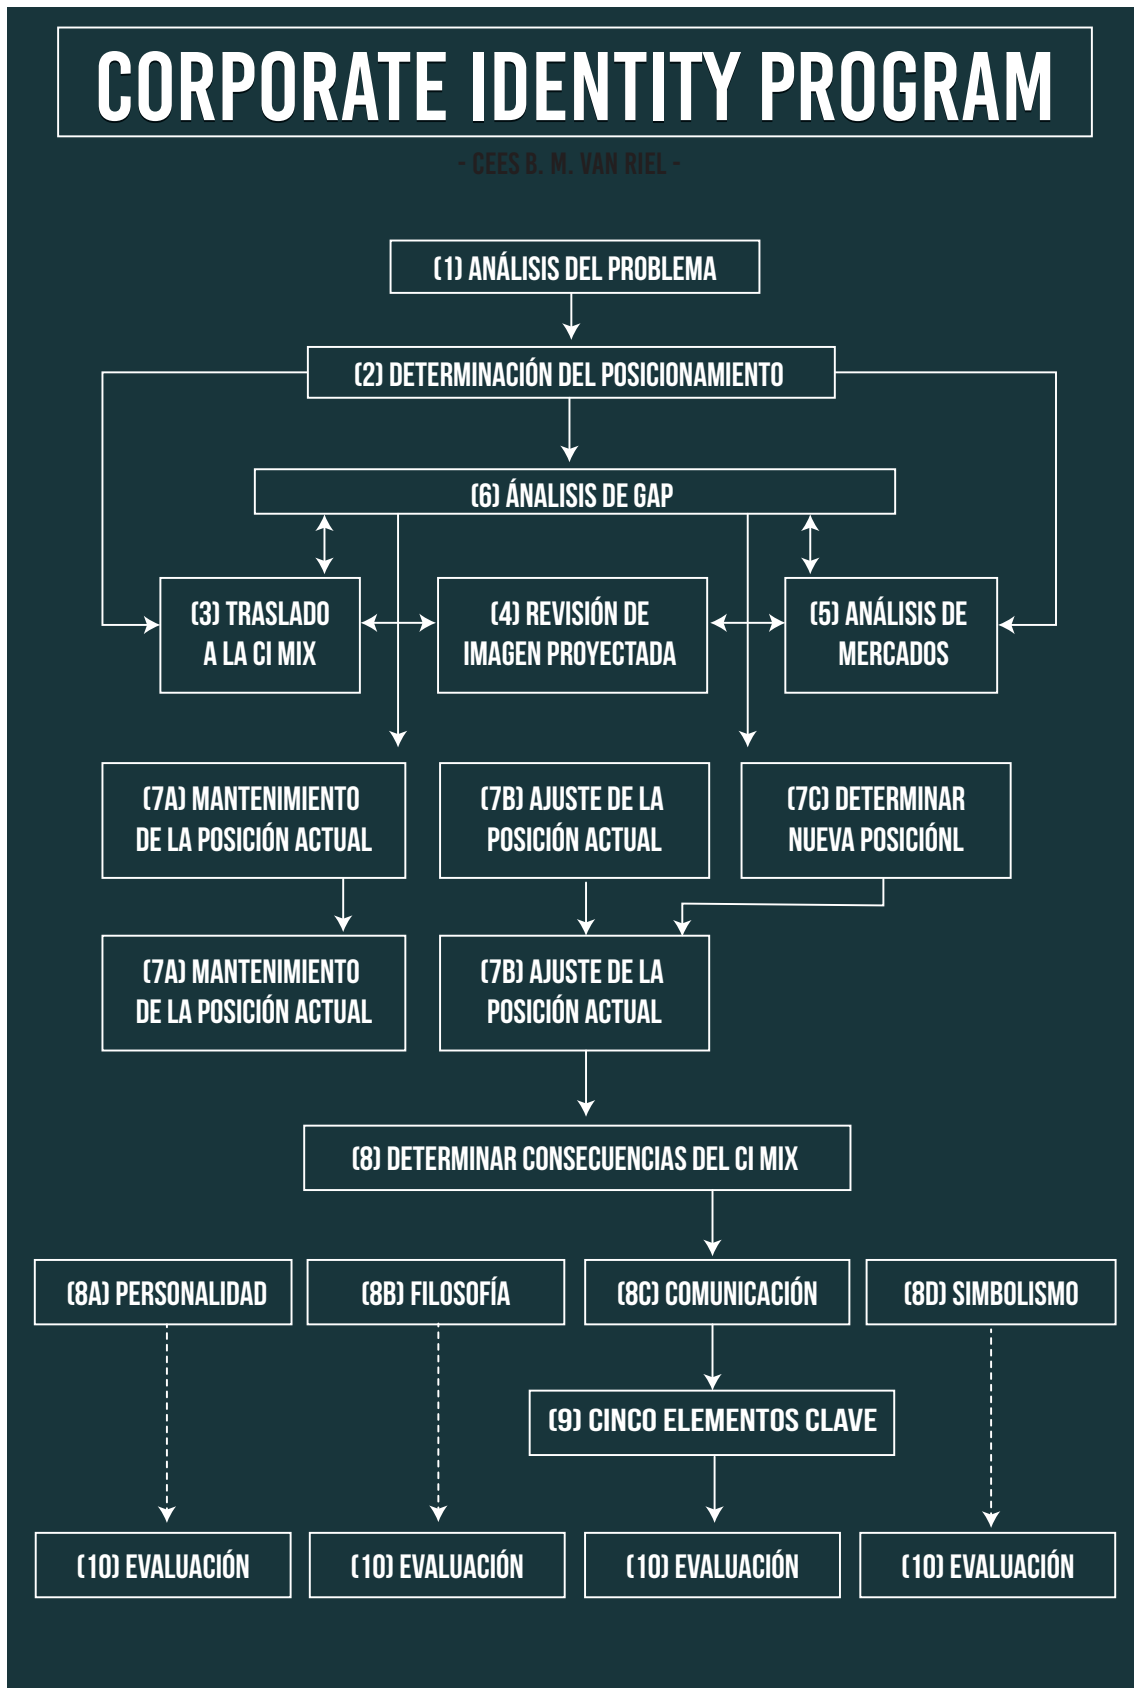 CORPORATE IDENTITY PROGRAM
- CEES B. M. VAN RIEL -
(1) ANÁLISIS DEL PROBLEMA
(2) DETERMINACIÓN DEL POSICIONAMIENTO
(6) ÁNALISIS DE GAP
(3) TRASLADO
A LA CI MIX
(4) REVISIÓN DE
IMAGEN PROYECTADA
(5) ANÁLISIS DE
MERCADOS
(7A) MANTENIMIENTO
DE LA POSICIÓN ACTUAL
(7B) AJUSTE DE LA
POSICIÓN ACTUAL
(7C) DETERMINAR
NUEVA POSICIÓNL
(7A) MANTENIMIENTO
DE LA POSICIÓN ACTUAL
(7B) AJUSTE DE LA
POSICIÓN ACTUAL
(8) DETERMINAR CONSECUENCIAS DEL CI MIX
(8A) PERSONALIDAD
(8B) FILOSOFÍA
(8C) COMUNICACIÓN
(8D) SIMBOLISMO
(9) CINCO ELEMENTOS CLAVE
(10) EVALUACIÓN
(10) EVALUACIÓN
(10) EVALUACIÓN
(10) EVALUACIÓN